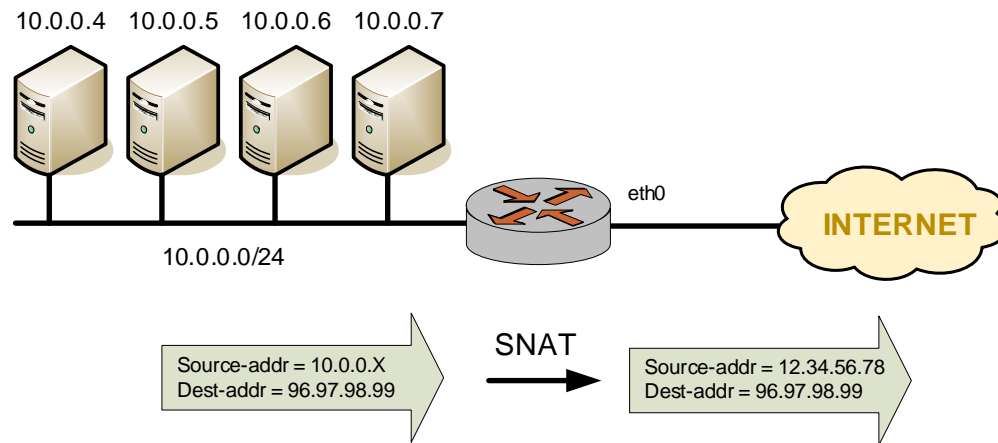 10.0.0.4
10.0.0.5
10.0.0.6
10.0.0.7
eth0
INTERNET
10.0.0.0/24
Source-addr = 10.0.0.X
Dest-addr = 96.97.98.99
SNAT
Source-addr = 12.34.56.78
Dest-addr = 96.97.98.99